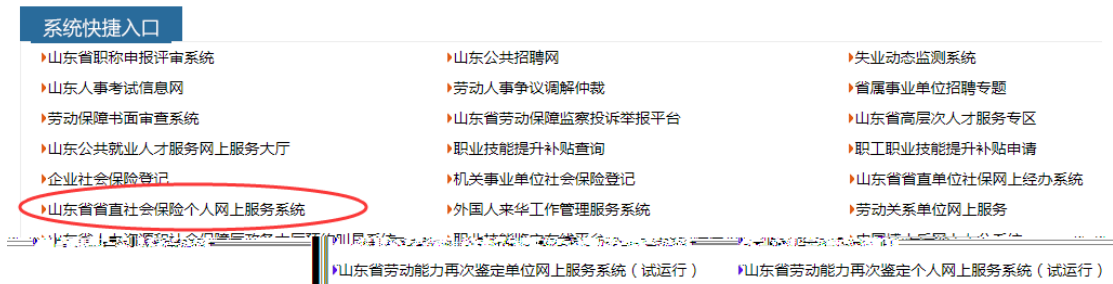 系统快捷入口
山东省职称申报评审系统 山东公共招聘网 失业动态监测系统
山东人事考试信息网 劳动人事争议调解仲裁 省属事业单位招聘专题
劳动保障书面审查系统 山东省劳动保障监察投诉举报平台 山东省高层次人才服务专区
山东公共就业人才服务网上服务大厅 职业技能提升补贴查询 职工职业技能提升补贴申请
企业社会保险登记 机关事业单位社会保险登记 山东省省直单位社保网上经办系统
山东省省直社会保险个人网上服务系统 外国人来华工作管理服务系统 劳动关系单位网上服务
山东省劳动能力再次鉴定单位网上服务系统（试运行） 山东省劳动能力再次鉴定个人网上服务系统（试运行）